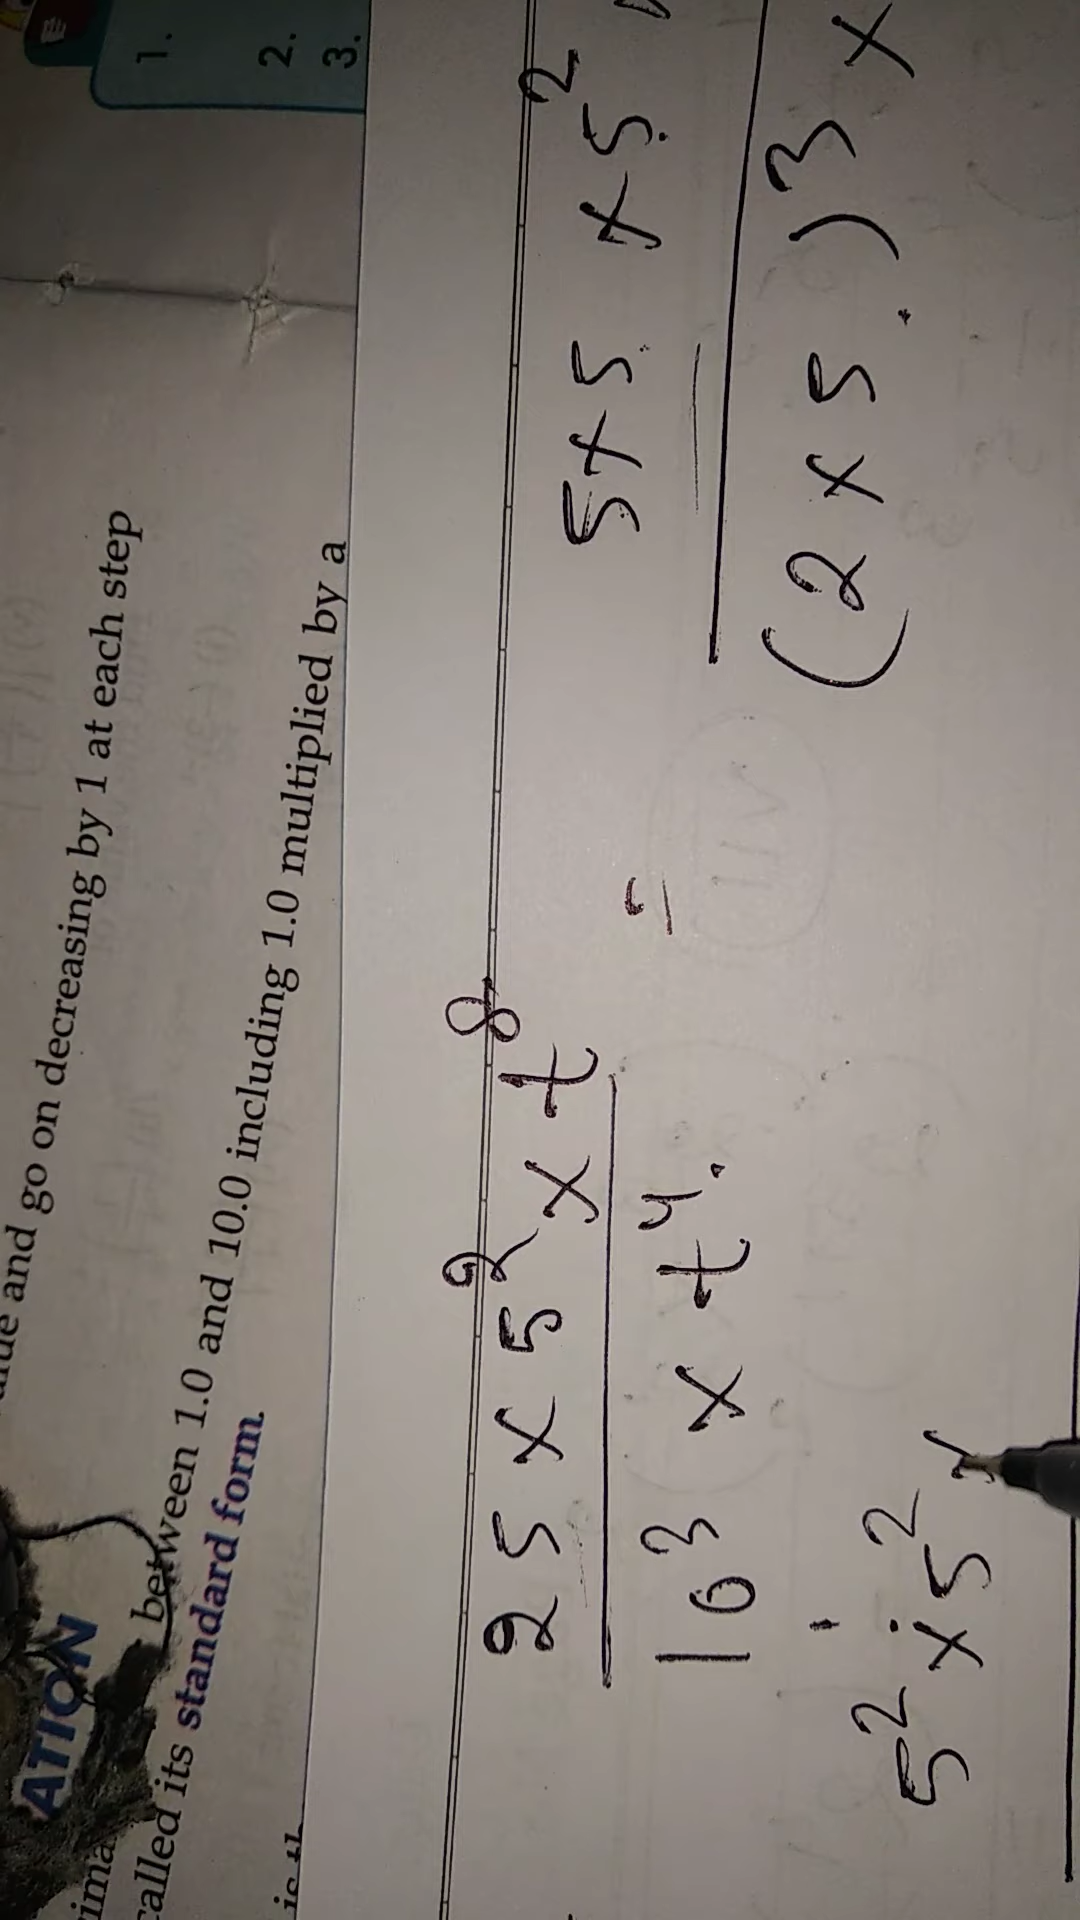 1.
2.
3.
and go on decreasing by 1 at each step
ATION
between 1.0 and 10.0 including 1.0 multiplied by a
called its standard form.
25 × 5² × t⁸
10³ × t⁴.
=
5×5 × 5²
(2 × 5.)³ ×
5² × 5² ×